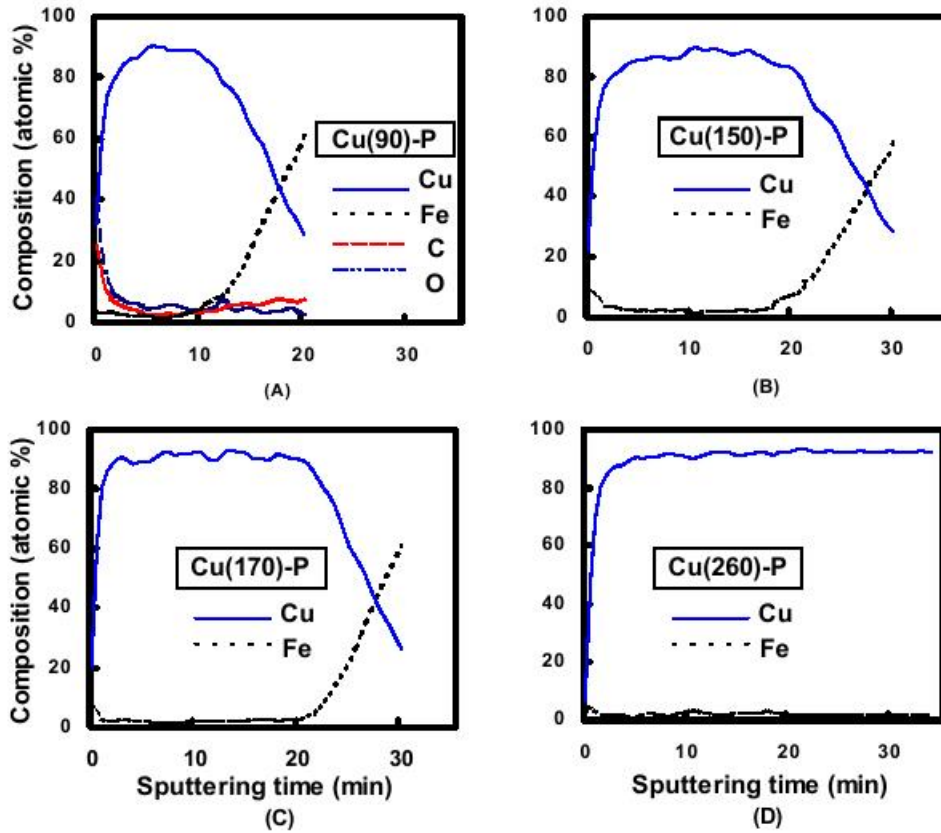 Composition (atomic %)
100
80
60
40
20
0
Cu(90)-P
Cu
Fe
C
O
0 10 20 30
(A)
100
80
60
40
20
0
Cu(150)-P
Cu
Fe
0 10 20 30
(B)
Composition (atomic %)
100
80
60
40
20
0
Cu(170)-P
Cu
Fe
0 10 20 30
Sputtering time (min)
(C)
100
80
60
40
20
0
Cu(260)-P
Cu
Fe
0 10 20 30
Sputtering time (min)
(D)